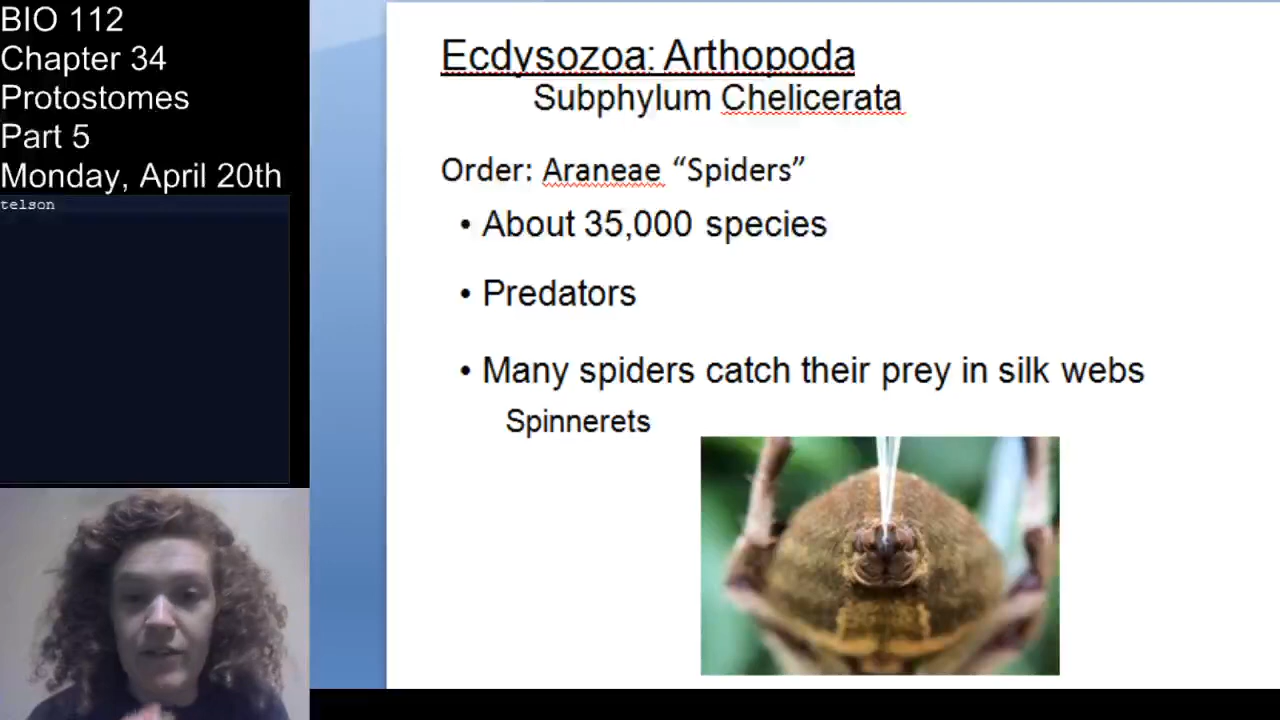 BIO 112
Chapter 34
Protostomes
Part 5
Monday, April 20th
telson
Ecdysozoa: Arthopoda
Subphylum Chelicerata
Order: Araneae “Spiders”
• About 35,000 species
• Predators
• Many spiders catch their prey in silk webs
Spinnerets